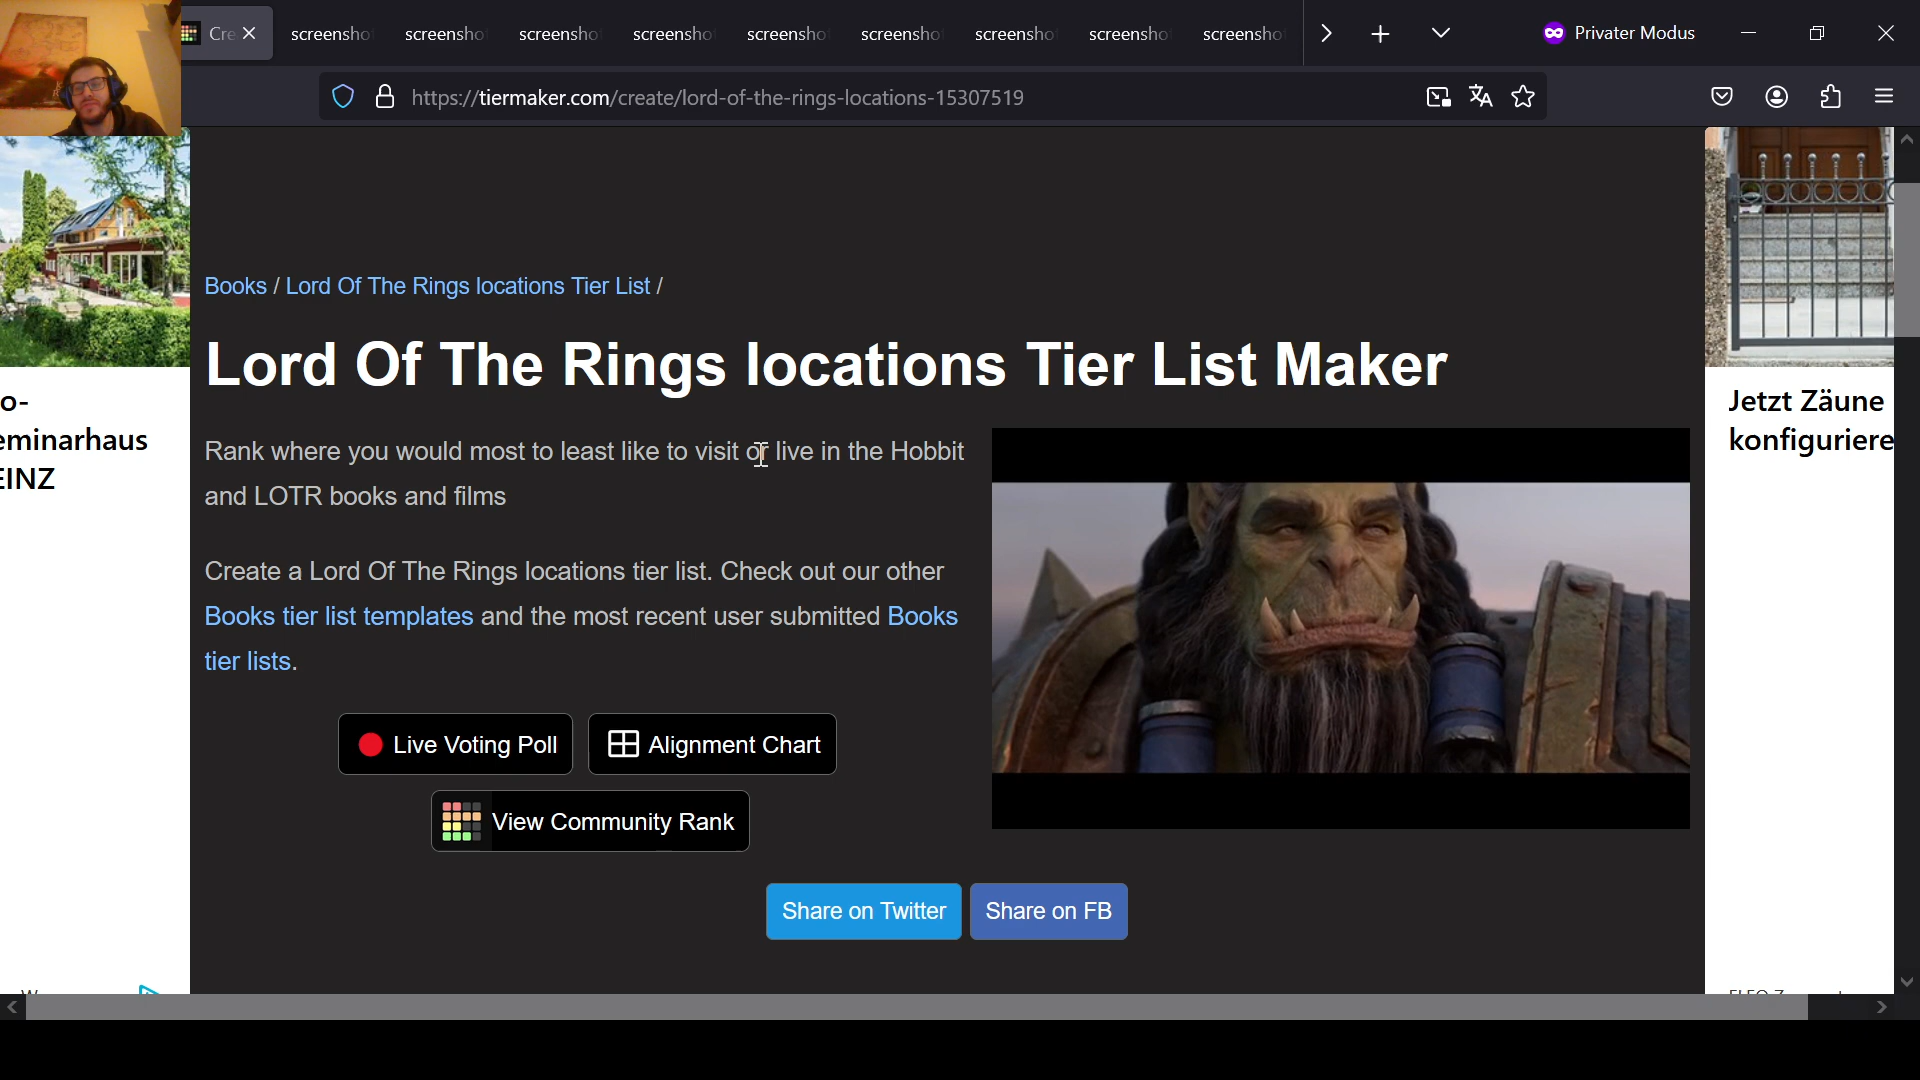 Cre
screensho
screensho
screensho
screensho
screensho
screensho
screensho
screensho
screensho
Privater Modus
https://tiermaker.com/create/lord-of-the-rings-locations-15307519
Books / Lord Of The Rings locations Tier List /
Lord Of The Rings locations Tier List Maker
Rank where you would most to least like to visit or live in the Hobbit
and LOTR books and films
Create a Lord Of The Rings locations tier list. Check out our other
Books tier list templates and the most recent user submitted Books
tier lists.
Live Voting Poll
Alignment Chart
View Community Rank
Share on Twitter
Share on FB
o-
eminarhaus
EINZ
Jetzt Zäune
konfiguriere